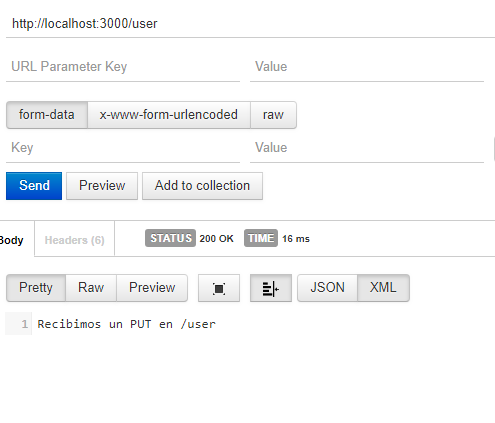 http://localhost:3000/user
URL Parameter Key Value
form-data x-www-form-urlencoded raw
Key Value
Send Preview Add to collection
Body Headers (6) STATUS 200 OK TIME 16 ms
Pretty Raw Preview JSON XML
1 Recibimos un PUT en /user